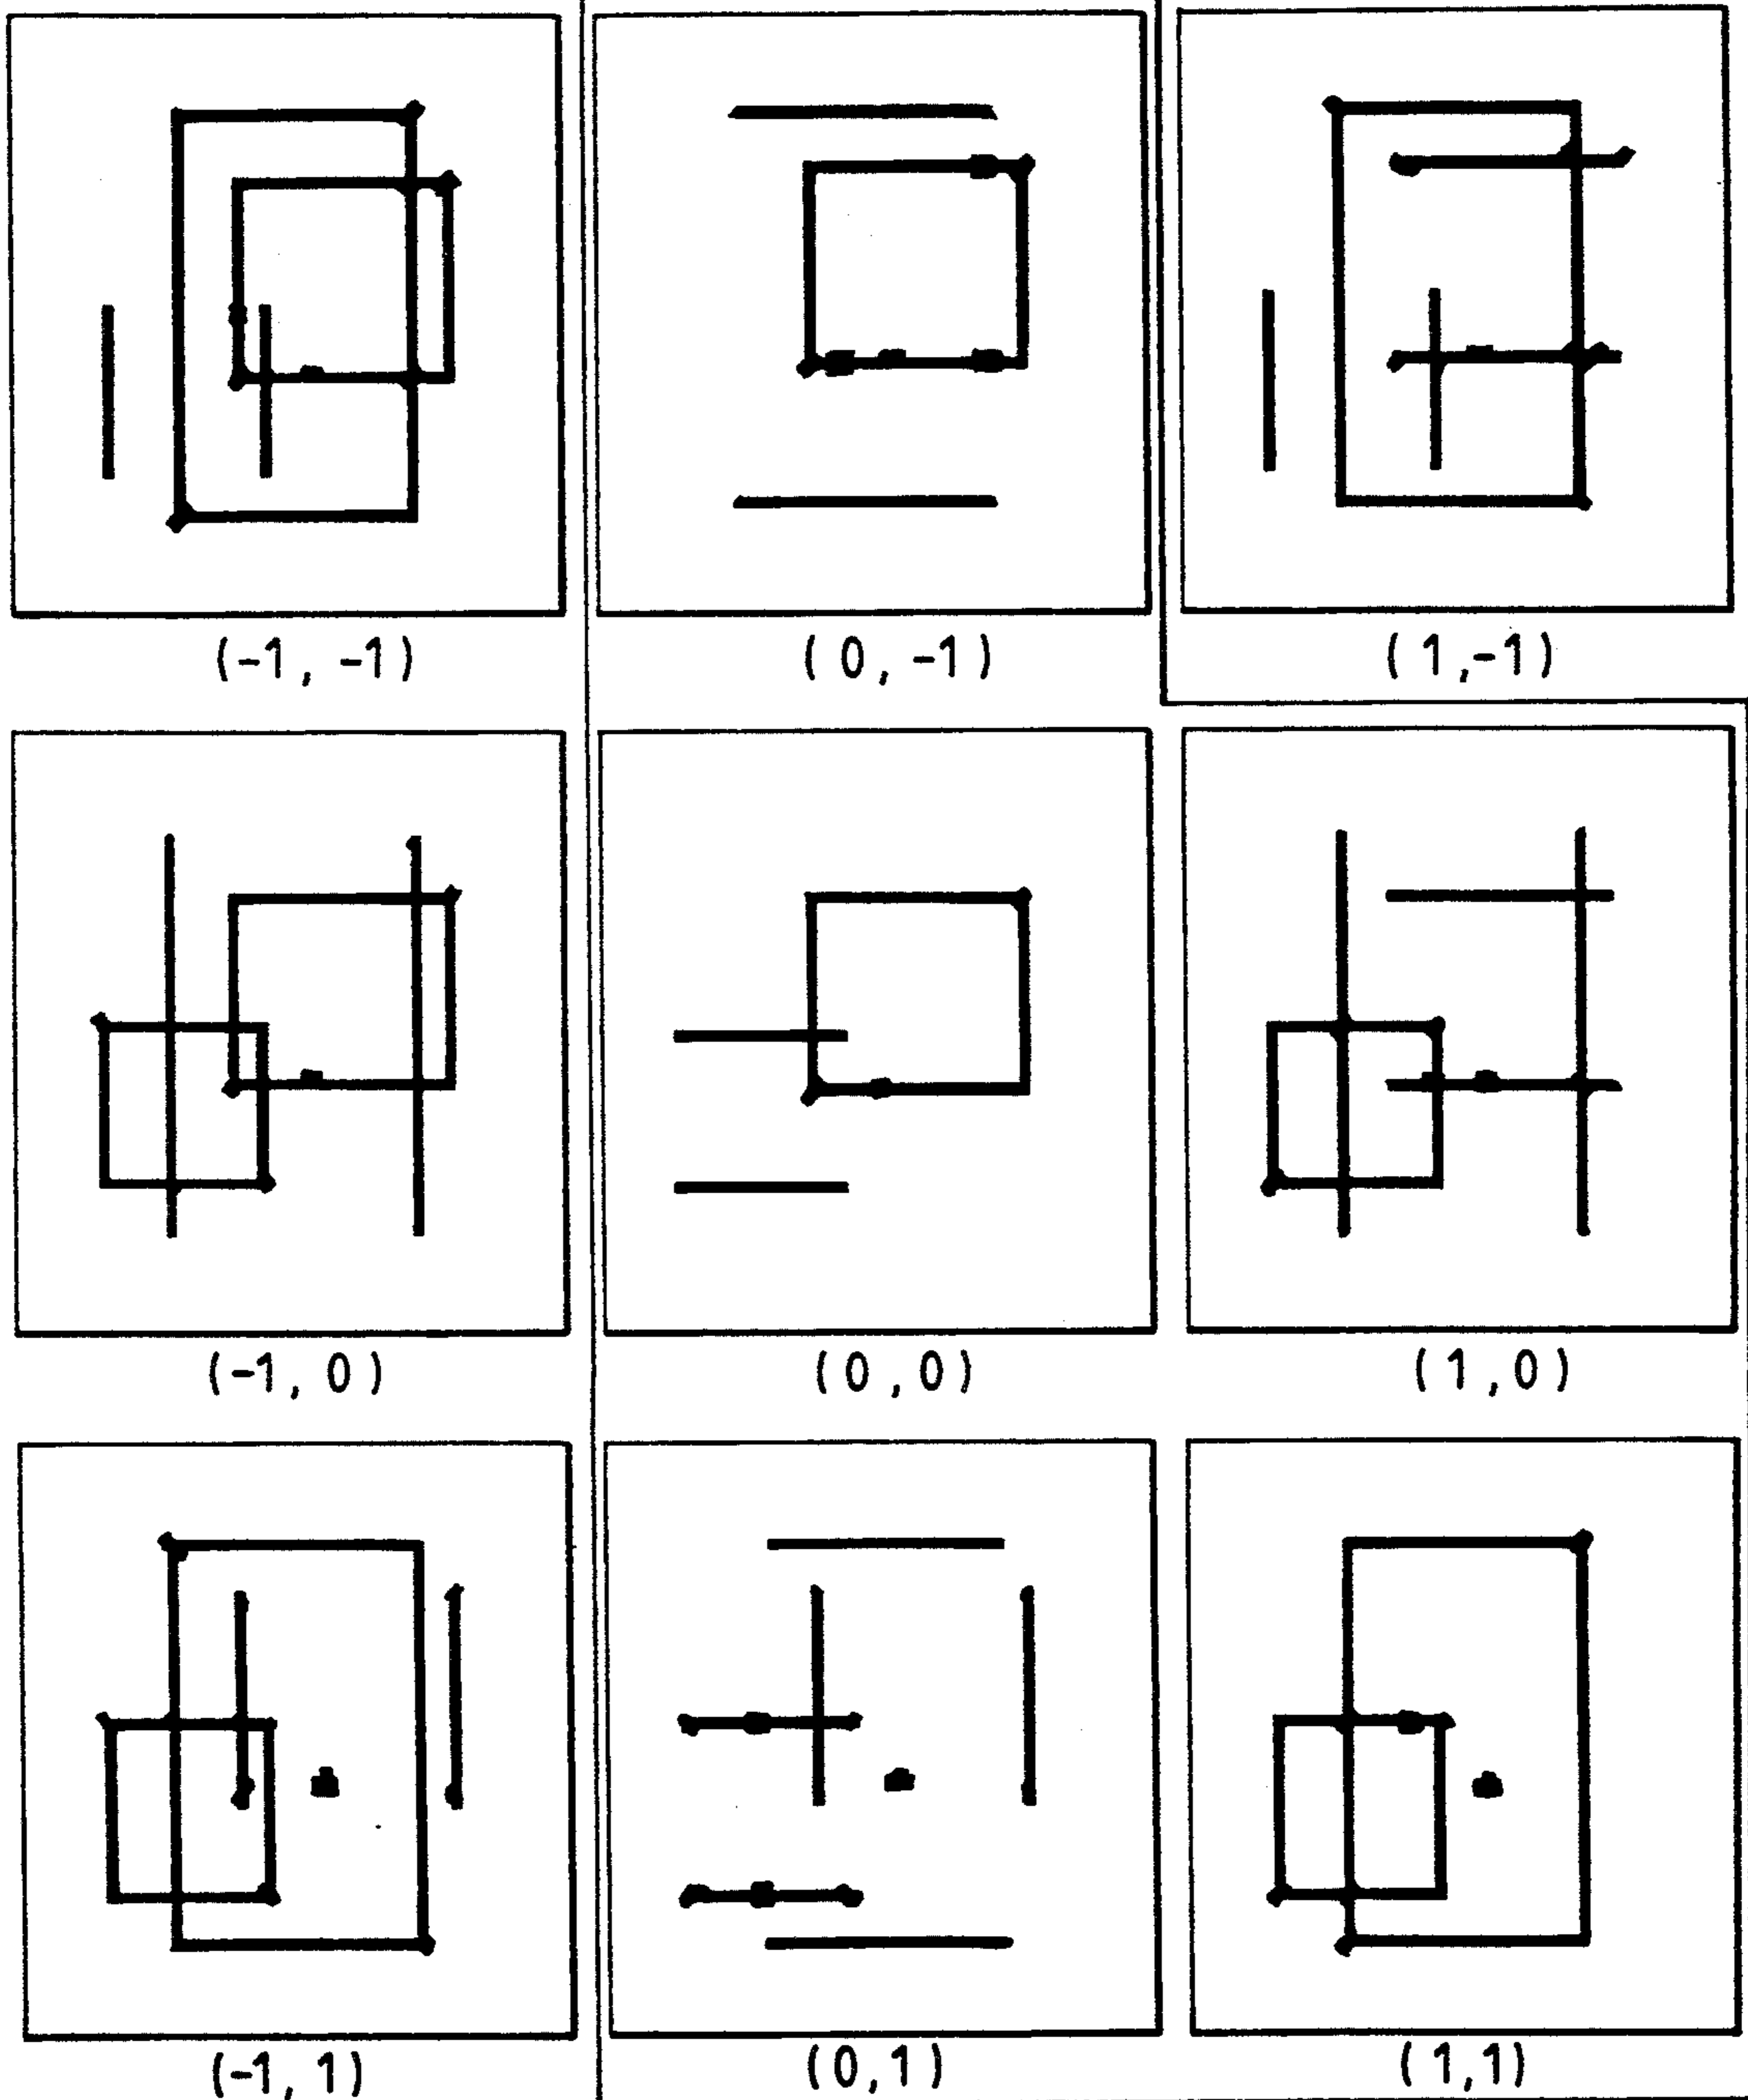 (-1, -1) (0, -1) (1,-1)
(-1, 0) (0,0) (1,0)
(-1, 1) (0,1) (1,1)